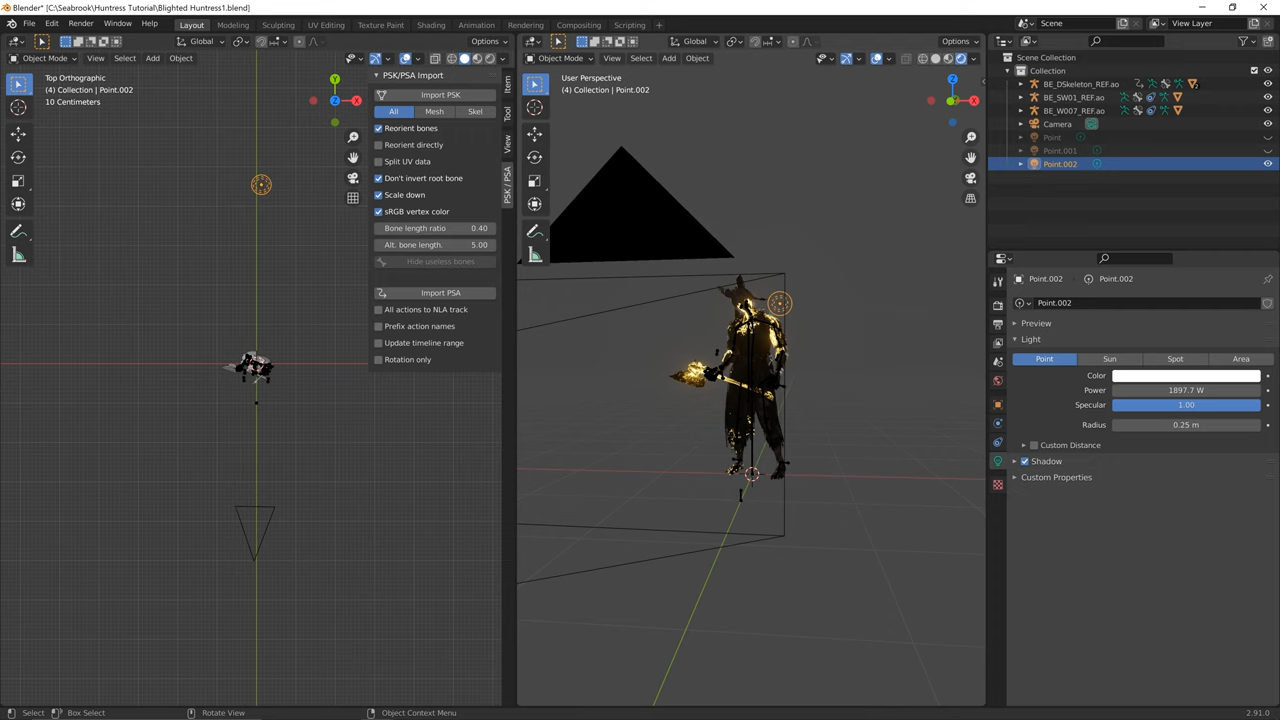 Blender* [C:\Seabrook\Huntress Tutorial\Blighted Huntress1.blend]
File Edit Render Window Help Layout Modeling Sculpting UV Editing Texture Paint Shading Animation Rendering Compositing Scripting Scene View Layer
Global Options Global Options
Object Mode View Select Add Object Object Mode View Select Add Object
Top Orthographic
(4) Collection | Point.002
10 Centimeters
PSK/PSA Import
Import PSK
All Mesh Skel
Reorient bones
Reorient directly
Split UV data
Don't invert root bone
Scale down
sRGB vertex color
Bone length ratio 0.40
Alt. bone length. 5.00
Hide useless bones
Import PSA
All actions to NLA track
Prefix action names
Update timeline range
Rotation only
Item
Tool
View
PSK / PSA
Y
X
Z
User Perspective
(4) Collection | Point.002
Z
X
Scene Collection
Collection
BE_DSkeleton_REF.ao 2
BE_SW01_REF.ao
BE_W007_REF.ao
Camera
Point
Point.001
Point.002
Point.002 Point.002
Point.002
Preview
Light
Point Sun Spot Area
Color
Power 1897.7 W
Specular 1.00
Radius 0.25 m
Custom Distance
Shadow
Custom Properties
Select Box Select Rotate View Object Context Menu 2.91.0